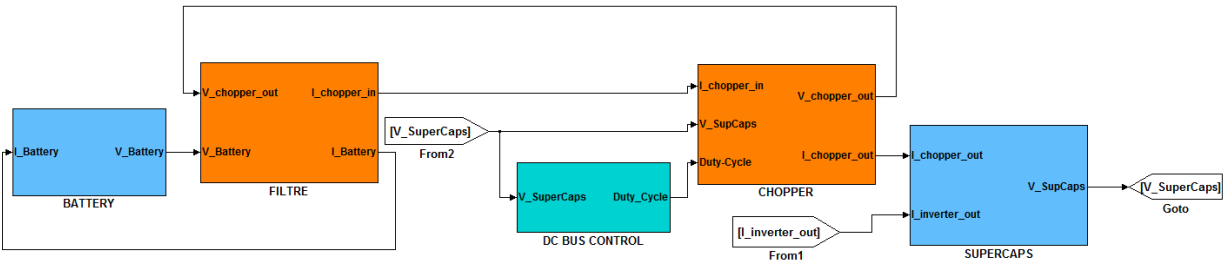 V_chopper_out
I_chopper_in
I_chopper_in
V_chopper_out
[V_SuperCaps]
V_SupCaps
From2
I_Battery
V_Battery
V_Battery
I_Battery
I_chopper_out
I_chopper_out
Duty-Cycle
FILTRE
CHOPPER
V_SuperCaps
Duty_Cycle
V_SupCaps
[V_SuperCaps]
BATTERY
Goto
I_inverter_out
[I_inverter_out]
DC BUS CONTROL
From1
SUPERCAPS